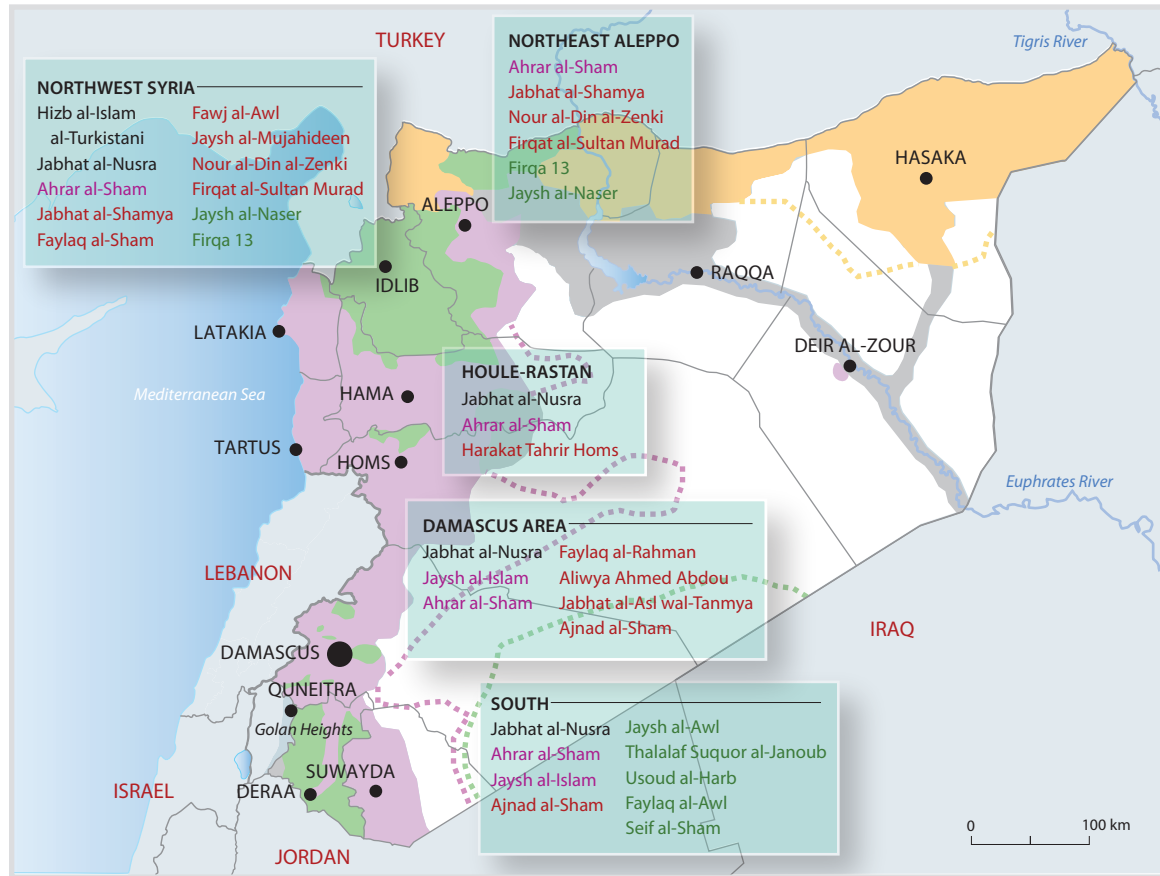 TURKEY
Tigris River
NORTHWEST SYRIA
Hizb al-Islam
al-Turkistani
Jabhat al-Nusra
Ahrar al-Sham
Jabhat al-Shamya
Faylaq al-Sham
Fawj al-Awl
Jaysh al-Mujahideen
Nour al-Din al-Zenki
Firqat al-Sultan Murad
Jaysh al-Naser
Firqa 13
NORTHEAST ALEPPO
Ahrar al-Sham
Jabhat al-Shamya
Nour al-Din al-Zenki
Firqat al-Sultan Murad
Firqa 13
Jaysh al-Naser
HASAKA
ALEPPO
IDLIB
RAQQA
LATAKIA
DEIR AL-ZOUR
Mediterranean Sea
HAMA
HOULE-RASTAN
Jabhat al-Nusra
Ahrar al-Sham
Harakat Tahrir Homs
TARTUS
HOMS
Euphrates River
DAMASCUS AREA
Jabhat al-Nusra
Jaysh al-Islam
Ahrar al-Sham
Faylaq al-Rahman
Aliwya Ahmed Abdou
Jabhat al-Asl wal-Tanmya
Ajnad al-Sham
LEBANON
IRAQ
DAMASCUS
QUNEITRA
Golan Heights
SOUTH
Jabhat al-Nusra
Ahrar al-Sham
Jaysh al-Islam
Ajnad al-Sham
Jaysh al-Awl
Thalalaf Suquor al-Janoub
Usoud al-Harb
Faylaq al-Awl
Seif al-Sham
SUWAYDA
ISRAEL
DERAA
JORDAN
0 100 km